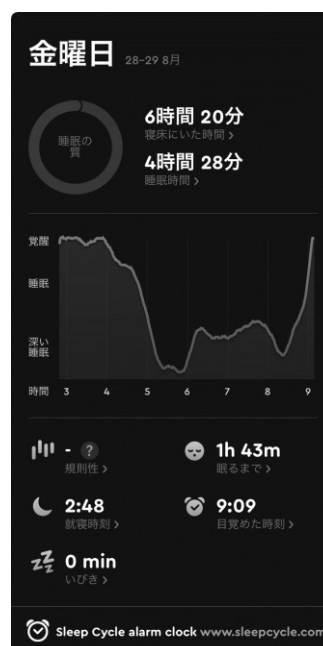 金曜日 28-29 8月
睡眠の
質
6時間 20分
寝床にいた時間 >
4時間 28分
睡眠時間 >
覚醒
睡眠
深い
睡眠
時間 3 4 5 6 7 8 9
- ?
規則性 >
1h 43m
眠るまで >
2:48
就寝時刻 >
9:09
目覚めた時刻 >
0 min
いびき >
Sleep Cycle alarm clock www.sleepcycle.com